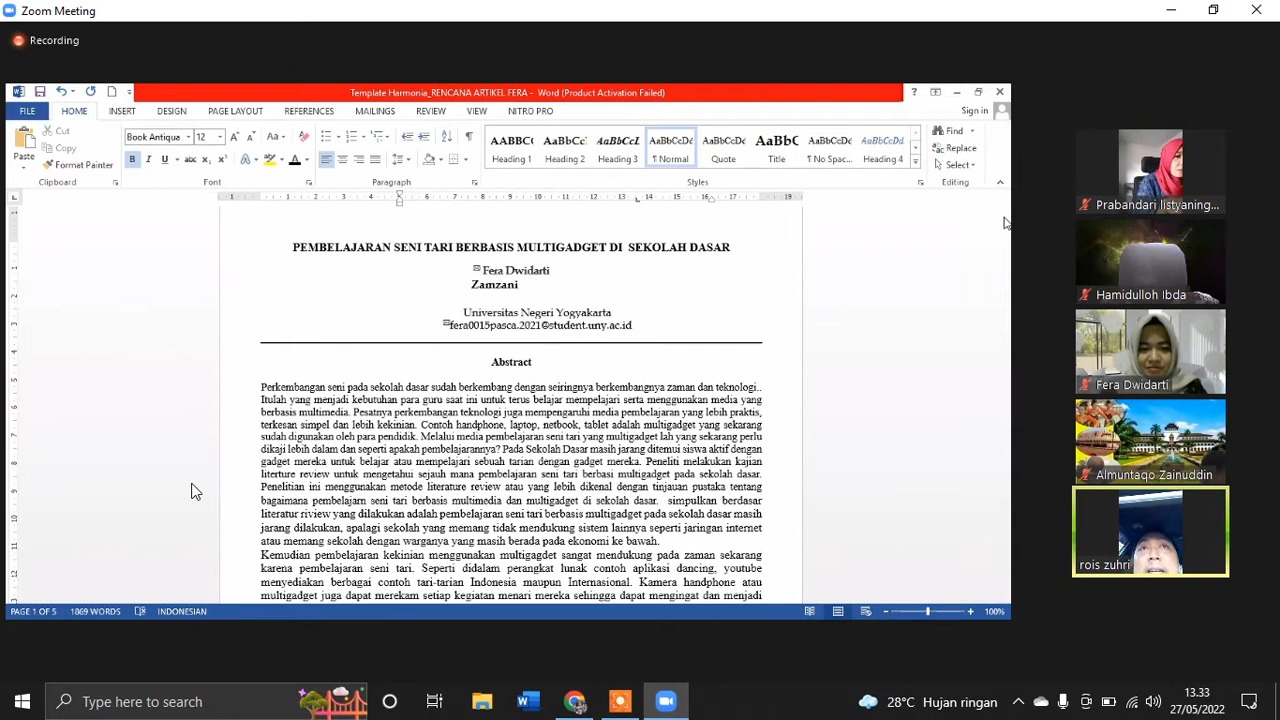 Zoom Meeting
Recording
Template Harmonia_RENCANA ARTIKEL FERA - Word (Product Activation Failed)
FILE HOME INSERT DESIGN PAGE LAYOUT REFERENCES MAILINGS REVIEW VIEW NITRO PRO
Sign in
Paste
Cut
Copy
Format Painter
Clipboard
Book Antiqua 12
Font
Paragraph
AaBBC( AaBbCc AaBbCcL AaBbCcDc AaBbCcDc AaBbC AaBbCcDc AaBbCcDd
Heading 1 Heading 2 Heading 3 ¶ Normal Quote Title ¶ No Spac... Heading 4
Styles
Find
Replace
Select
Editing
PEMBELAJARAN SENI TARI BERBASIS MULTIGADGET DI SEKOLAH DASAR
Fera Dwidarti
Zamzani
Universitas Negeri Yogyakarta
fera0015pasca.2021@student.uny.ac.id
Abstract
Perkembangan seni pada sekolah dasar sudah berkembang dengan seiringnya berkembangnya zaman dan teknologi..
Itulah yang menjadi kebutuhan para guru saat ini untuk terus belajar mempelajari serta menggunakan media yang
berbasis multimedia. Pesatnya perkembangan teknologi juga mempengaruhi media pembelajaran yang lebih praktis,
terkesan simpel dan lebih kekinian. Contoh handphone, laptop, netbook, tablet adalah multigadget yang sekarang
sudah digunakan oleh para pendidik. Melalui media pembelajaran seni tari yang multigadget lah yang sekarang perlu
dikaji lebih dalam dan seperti apakah pembelajarannya? Pada Sekolah Dasar masih jarang ditemui siswa aktif dengan
gadget mereka untuk belajar atau mempelajari sebuah tarian dengan gadget mereka. Peneliti melakukan kajian
literture review untuk mengetahui sejauh mana pembelajaran seni tari berbasi multigadget pada sekolah dasar.
Penelitian ini menggunakan metode literature review atau yang lebih dikenal dengan tinjauan pustaka tentang
bagaimana pembelajarn seni tari berbasis multimedia dan multigadget di sekolah dasar. simpulkan berdasar
literatur riview yang dilakukan adalah pembelajaran seni tari berbasis multigadget pada sekolah dasar masih
jarang dilakukan, apalagi sekolah yang memang tidak mendukung sistem lainnya seperti jaringan internet
atau memang sekolah dengan warganya yang masih berada pada ekonomi ke bawah.
Kemudian pembelajaran kekinian menggunakan multigadget sangat mendukung pada zaman sekarang
karena pembelajaran seni tari. Seperti didalam perangkat lunak contoh aplikasi dancing, youtube
menyediakan berbagai contoh tari-tarian Indonesia maupun Internasional. Kamera handphone atau
multigadget juga dapat merekam setiap kegiatan menari mereka sehingga dapat mengingat dan menjadi
PAGE 1 OF 5 1869 WORDS INDONESIAN 100%
Prabandari listyaning...
Hamidulloh Ibda
Fera Dwidarti
Almuntaqo Zainuddin
rois zuhri
Type here to search
28°C Hujan ringan
13.33
27/05/2022